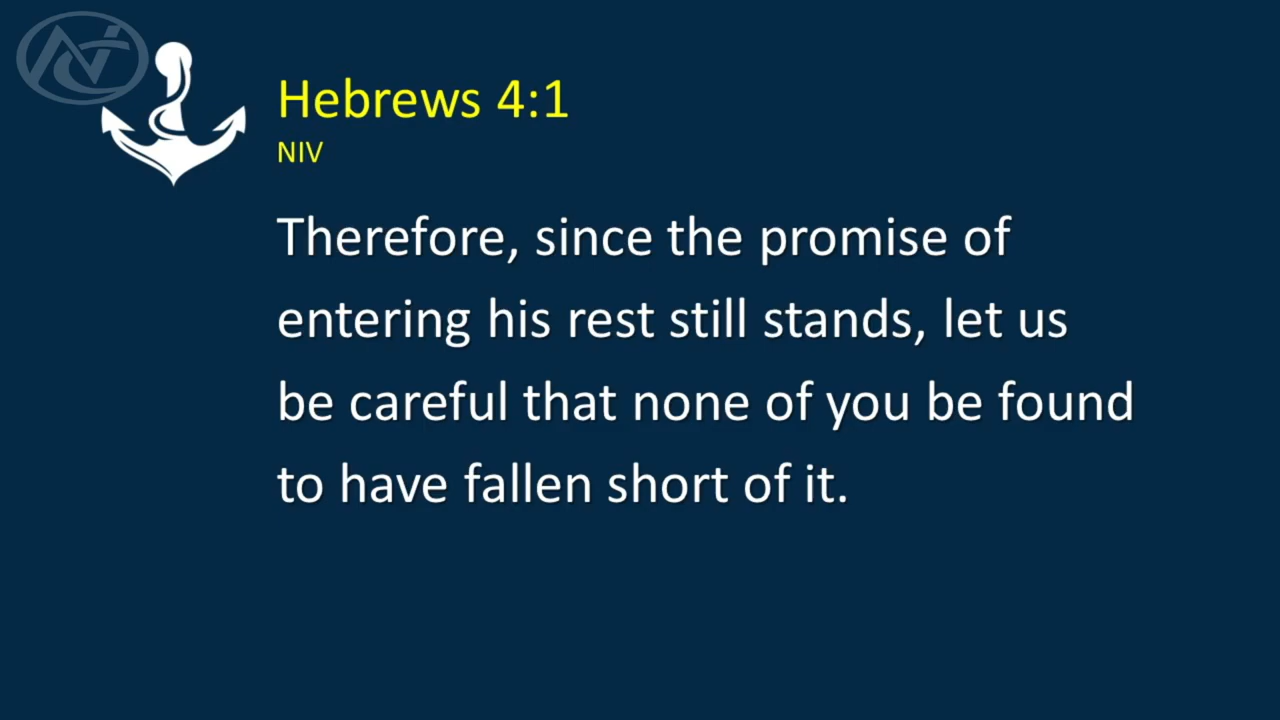 Hebrews 4:1
NIV
Therefore, since the promise of
entering his rest still stands, let us
be careful that none of you be found
to have fallen short of it.